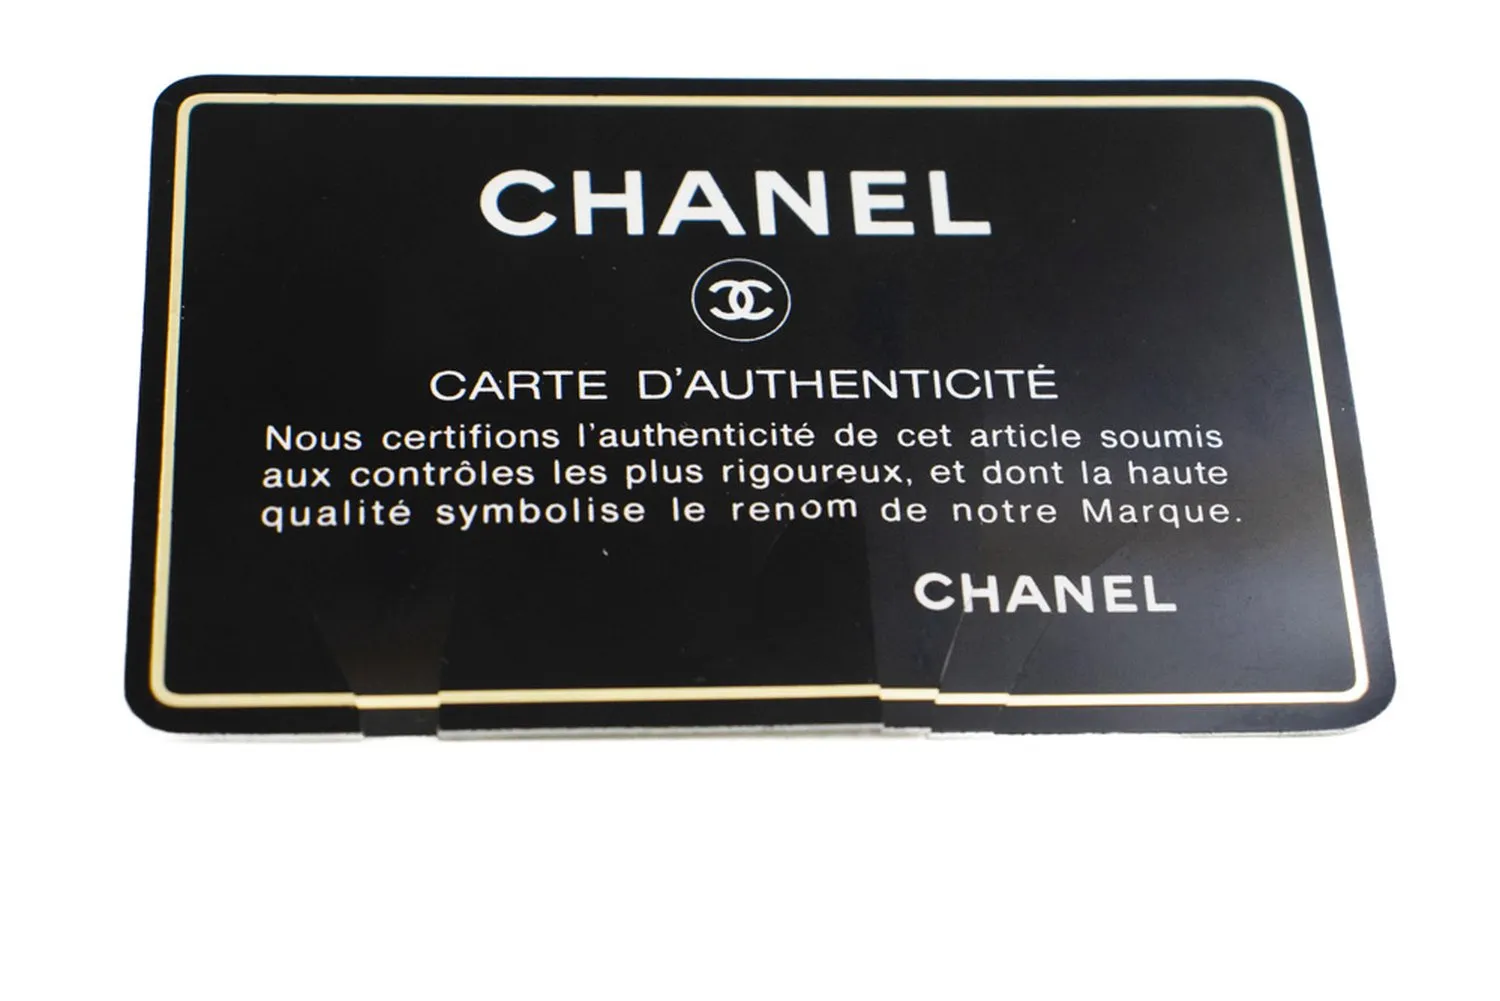 CHANEL
CARTE D'AUTHENTICITÉ
Nous certifions l'authenticité de cet article soumis
aux contrôles les plus rigoureux, et dont la haute
qualité symbolise le renom de notre Marque.
CHANEL